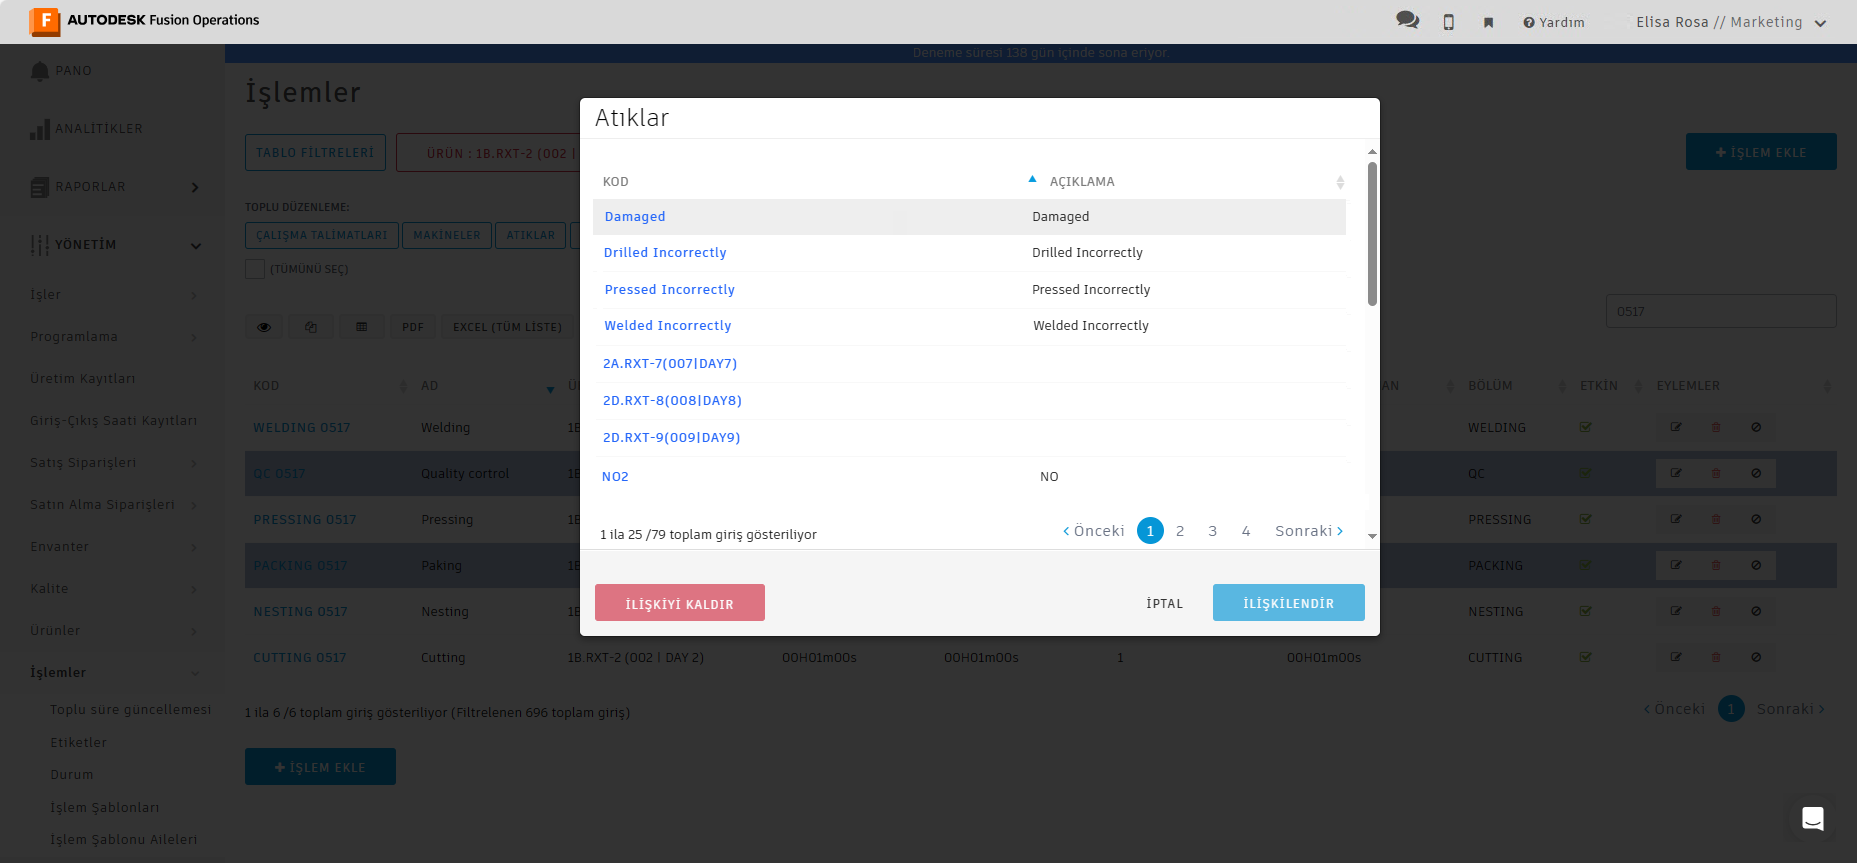 AUTODESK Fusion Operations
Yardım
Elisa Rosa // Marketing
Deneme süresi 138 gün içinde sona eriyor.
PANO
ANALİTİKLER
RAPORLAR
YÖNETİM
İşler
Programlama
Üretim Kayıtları
Giriş-Çıkış Saati Kayıtları
Satış Siparişleri
Satın Alma Siparişleri
Envanter
Kalite
Ürünler
İşlemler
Toplu süre güncellemesi
Etiketler
Durum
İşlem Şablonları
İşlem Şablonu Aileleri
İşlemler
TABLO FİLTRELERİ
ÜRÜN : 1B.RXT-2 (002 |
+ İŞLEM EKLE
TOPLU DÜZENLEME:
ÇALIŞMA TALİMATLARI
MAKİNELER
ATIKLAR
(TÜMÜNÜ SEÇ)
PDF
EXCEL (TÜM LİSTE)
0517
KOD AD AN BÖLÜM ETKİN EYLEMLER
WELDING 0517 Welding 1B WELDING
QC 0517 Quality cortrol 1B QC
PRESSING 0517 Pressing 1B PRESSING
PACKING 0517 Paking 1B PACKING
NESTING 0517 Nesting 1B NESTING
CUTTING 0517 Cutting 1B.RXT-2 (002 | DAY 2) 00H01m00s 00H01m00s 1 00H01m00s CUTTING
1 ila 6 /6 toplam giriş gösteriliyor (Filtrelenen 696 toplam giriş)
< Önceki 1 Sonraki >
+ İŞLEM EKLE
Atıklar
KOD AÇIKLAMA
Damaged Damaged
Drilled Incorrectly Drilled Incorrectly
Pressed Incorrectly Pressed Incorrectly
Welded Incorrectly Welded Incorrectly
2A.RXT-7(007|DAY7)
2D.RXT-8(008|DAY8)
2D.RXT-9(009|DAY9)
NO2 NO
1 ila 25 /79 toplam giriş gösteriliyor
< Önceki 1 2 3 4 Sonraki >
İLİŞKİYİ KALDIR
İPTAL
İLİŞKİLENDİR